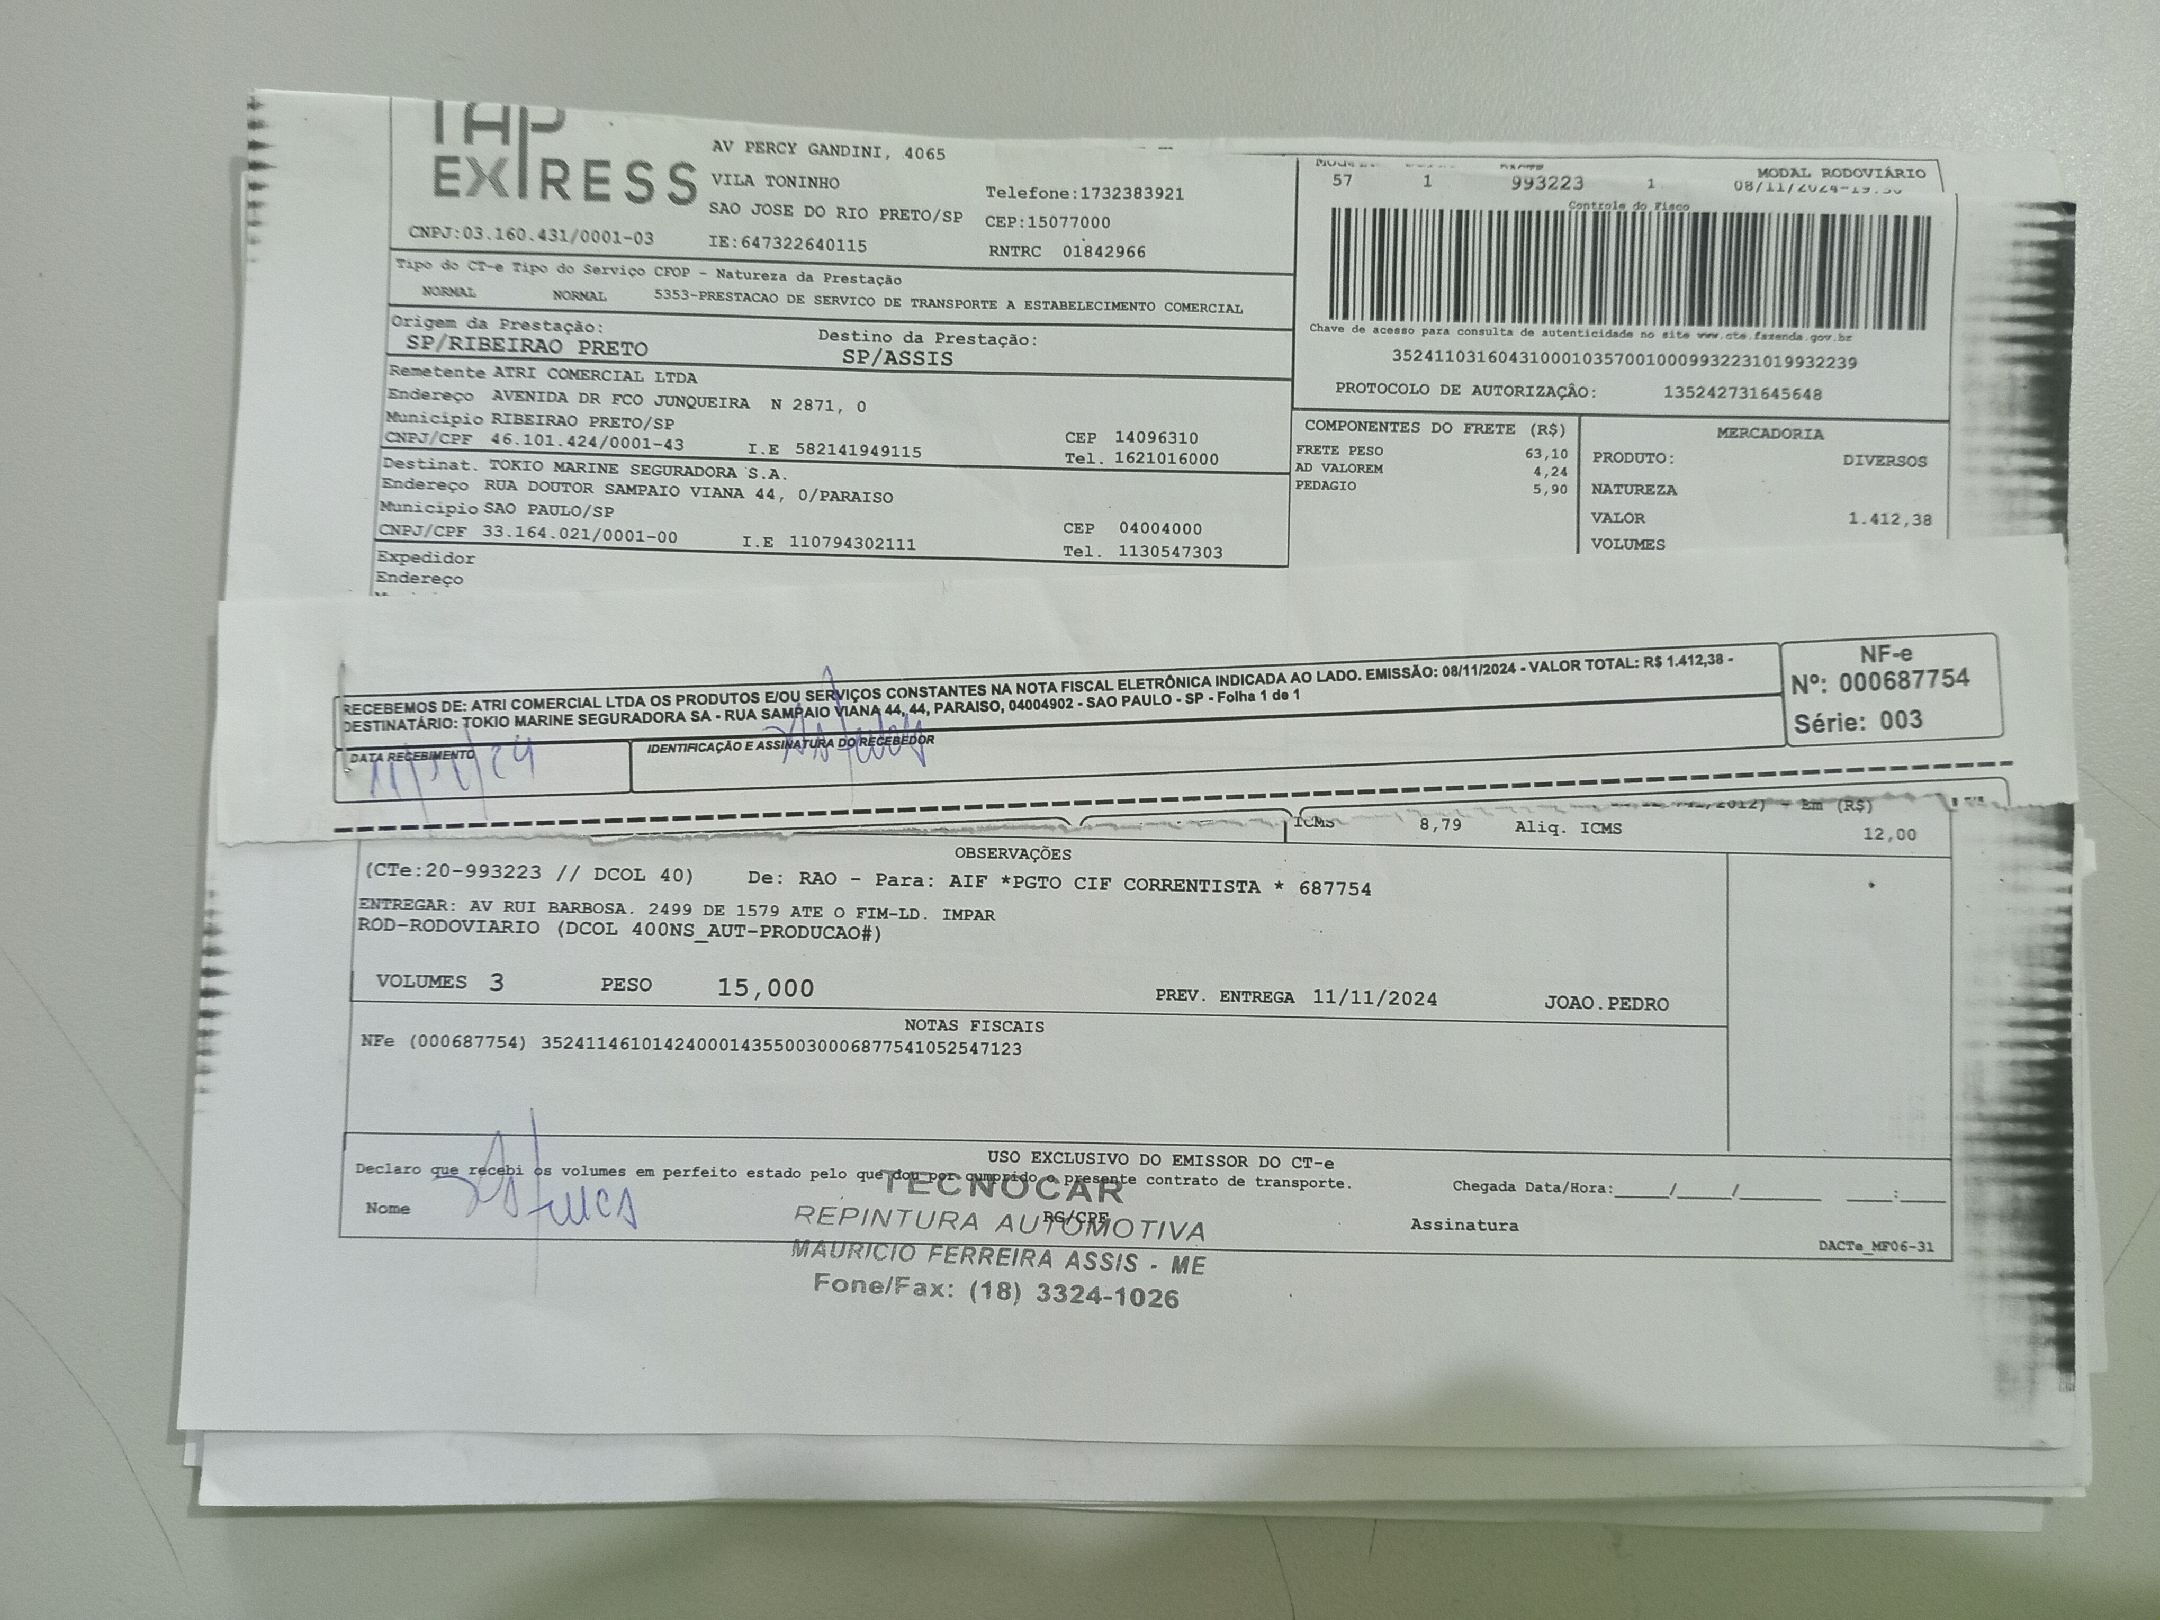 TAP
EXPRESS
AV PERCY GANDINI, 4065
VILA TONINHO
SAO JOSE DO RIO PRETO/SP
Telefone:1732383921
CEP:15077000
CNPJ:03.160.431/0001-03
IE:647322640115
RNTRC 01842966
MODAL RODOVIÁRIO
57 1 993223 1
Controle do Fisco
Tipo do CT-e Tipo do Serviço CFOP - Natureza da Prestação
NORMAL NORMAL 5353-PRESTACAO DE SERVICO DE TRANSPORTE A ESTABELECIMENTO COMERCIAL
Origem da Prestação: Destino da Prestação:
SP/RIBEIRAO PRETO SP/ASSIS
Chave de acesso para consulta de autenticidade no site www.cte.fazenda.gov.br
35241103160431000103570010009932231019932239
PROTOCOLO DE AUTORIZAÇÃO: 135242731645648
Remetente ATRI COMERCIAL LTDA
Endereço AVENIDA DR FCO JUNQUEIRA N 2871, 0
Municipio RIBEIRAO PRETO/SP
CNPJ/CPF 46.101.424/0001-43 I.E 582141949115
CEP 14096310
Tel. 1621016000
Destinat. TOKIO MARINE SEGURADORA S.A.
Endereço RUA DOUTOR SAMPAIO VIANA 44, 0/PARAISO
Municipio SAO PAULO/SP
CNPJ/CPF 33.164.021/0001-00 I.E 110794302111
CEP 04004000
Tel. 1130547303
Expedidor
Endereço
COMPONENTES DO FRETE (R$)
FRETE PESO 63,10
AD VALOREM 4,24
PEDAGIO 5,90
MERCADORIA
PRODUTO: DIVERSOS
NATUREZA
VALOR 1.412,38
VOLUMES
RECEBEMOS DE: ATRI COMERCIAL LTDA OS PRODUTOS E/OU SERVIÇOS CONSTANTES NA NOTA FISCAL ELETRÔNICA INDICADA AO LADO. EMISSÃO: 08/11/2024 - VALOR TOTAL: R$ 1.412,38 -
DESTINATÁRIO: TOKIO MARINE SEGURADORA SA - RUA SAMPAIO VIANA 44, 44, PARAISO, 04004902 - SAO PAULO - SP - Folha 1 de 1
NF-e
Nº: 000687754
Série: 003
DATA RECEBIMENTO
IDENTIFICAÇÃO E ASSINATURA DO RECEBEDOR
2012) - Em (R$)
ICMS 8,79 Aliq. ICMS 12,00
OBSERVAÇÕES
(CTe:20-993223 // DCOL 40) De: RAO - Para: AIF *PGTO CIF CORRENTISTA * 687754
ENTREGAR: AV RUI BARBOSA. 2499 DE 1579 ATE O FIM-LD. IMPAR
ROD-RODOVIARIO (DCOL 400NS_AUT-PRODUCAO#)
VOLUMES 3 PESO 15,000 PREV. ENTREGA 11/11/2024 JOAO.PEDRO
NOTAS FISCAIS
NFe (000687754) 35241146101424000143550030006877541052547123
USO EXCLUSIVO DO EMISSOR DO CT-e
Declaro que recebi os volumes em perfeito estado pelo que dou por cumprido o presente contrato de transporte.
Chegada Data/Hora:_____/_____/________ ____:____
Nome RG/CPF Assinatura
DACTe_MF06-31
TECNOCAR
REPINTURA AUTOMOTIVA
MAURICIO FERREIRA ASSIS - ME
Fone/Fax: (18) 3324-1026